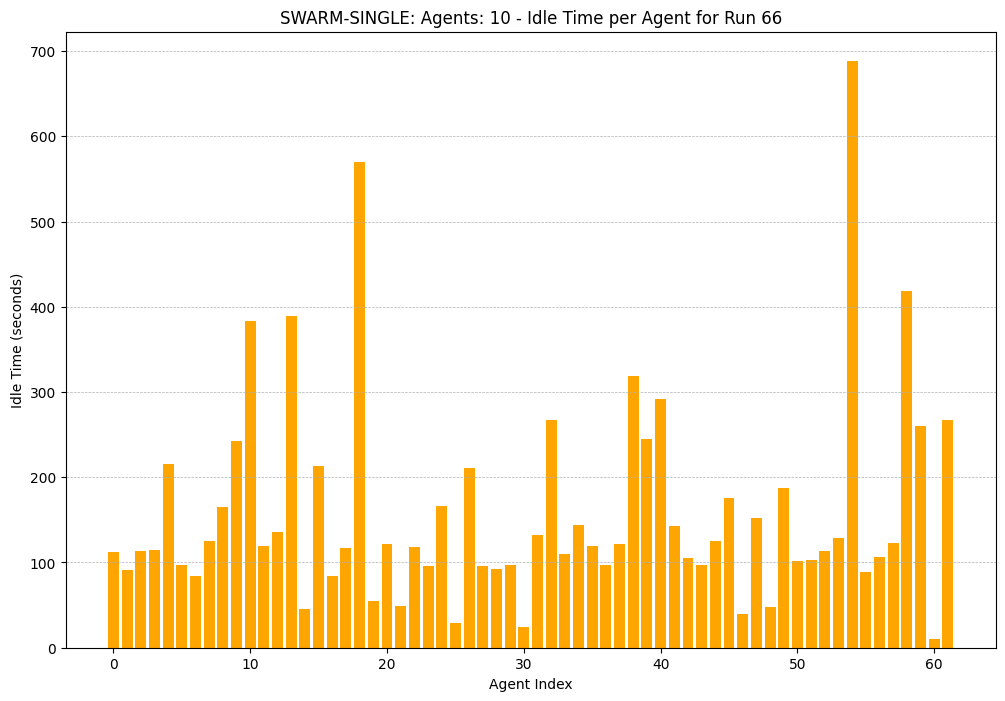 SWARM-SINGLE: Agents: 10 - Idle Time per Agent for Run 66
700
600
500
400
300
200
100
0
Idle Time (seconds)
0 10 20 30 40 50 60
Agent Index